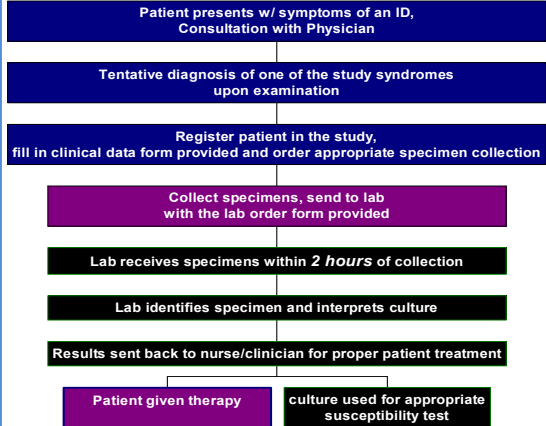 Patient presents w/ symptoms of an ID,
Consultation with Physician
Tentative diagnosis of one of the study syndromes
upon examination
Register patient in the study,
fill in clinical data form provided and order appropriate specimen collection
Collect specimens, send to lab
with the lab order form provided
Lab receives specimens within 2 hours of collection
Lab identifies specimen and interprets culture
Results sent back to nurse/clinician for proper patient treatment
Patient given therapy
culture used for appropriate
susceptibility test